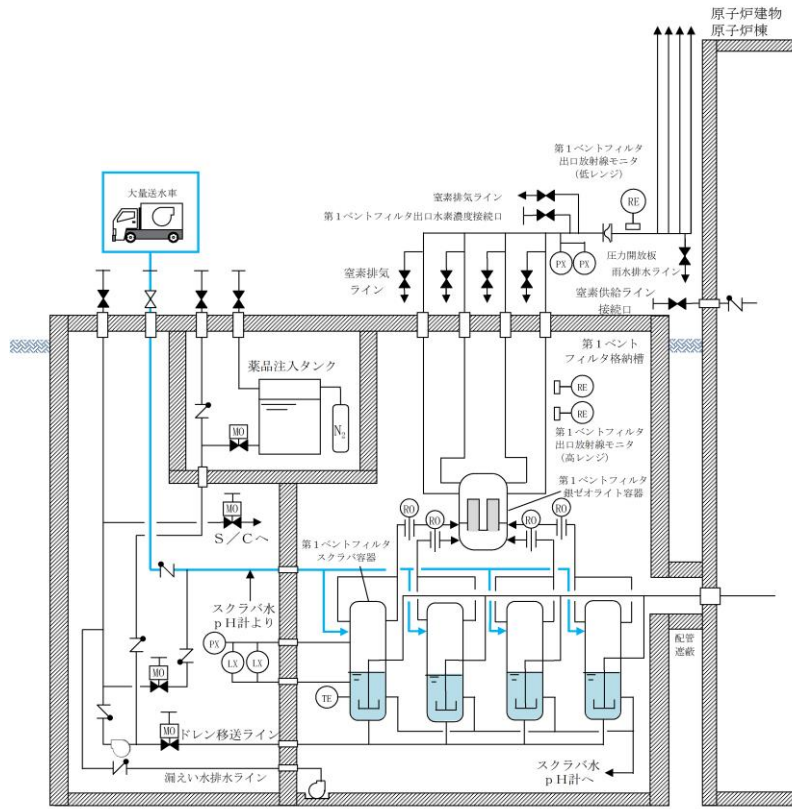 原子炉建物
原子炉棟
第1ベントフィルタ
出口放射線モニタ
(低レンジ)
大量送水車
窒素排気ライン
RE
第1ベントフィルタ出口水素濃度接続口
PX
PX
圧力開放板
雨水排水ライン
窒素排気
ライン
窒素供給ライン
接続口
第1ベント
フィルタ格納槽
薬品注入タンク
RE
RE
MO
N2
第1ベントフィルタ
出口放射線モニタ
(高レンジ)
第1ベントフィルタ
銀ゼオライト容器
MO
RO
RO
RO
RO
S/Cへ
第1ベントフィルタ
スクラバ容器
スクラバ水
pH計より
PX
LX
LX
配管
遮蔽
MO
TE
MO
ドレン移送ライン
スクラバ水
pH計へ
漏えい水排水ライン